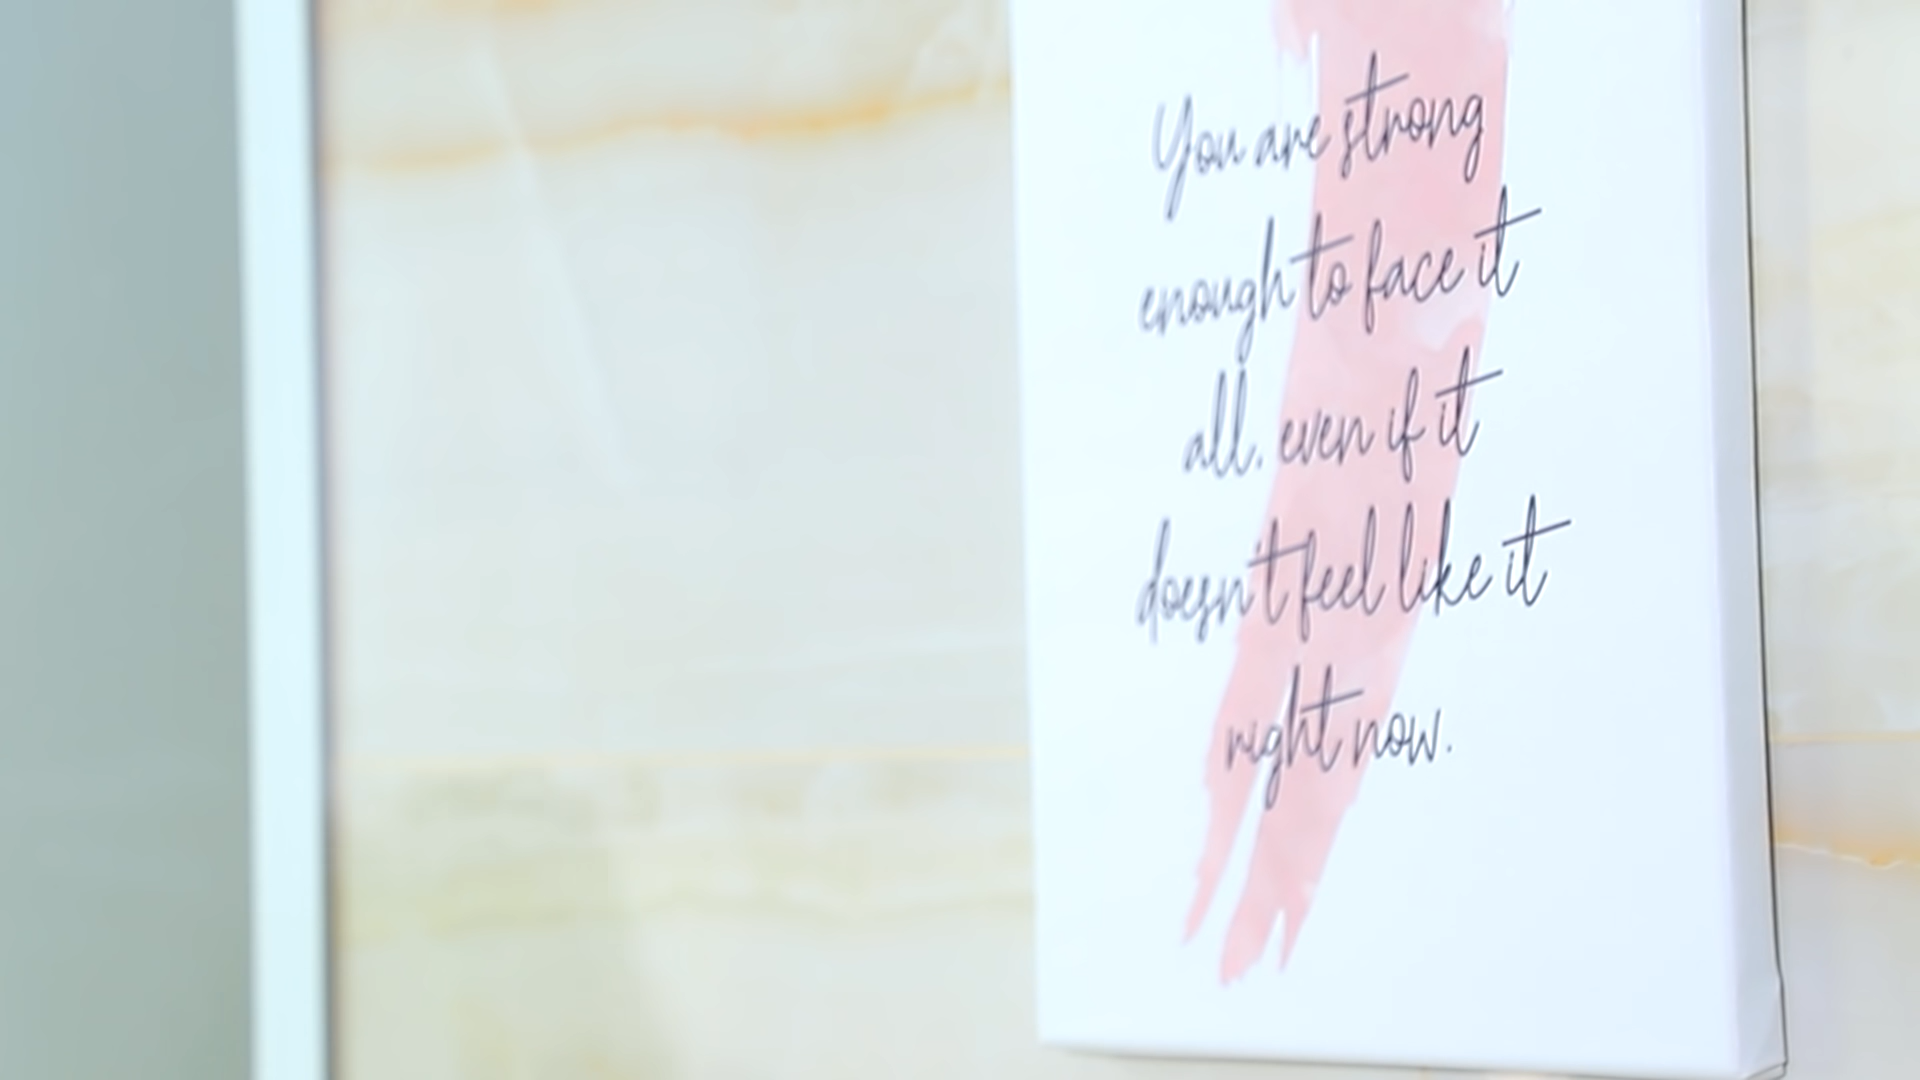 You are strong
enough to face it
all, even if it
doesn't feel like it
right now.